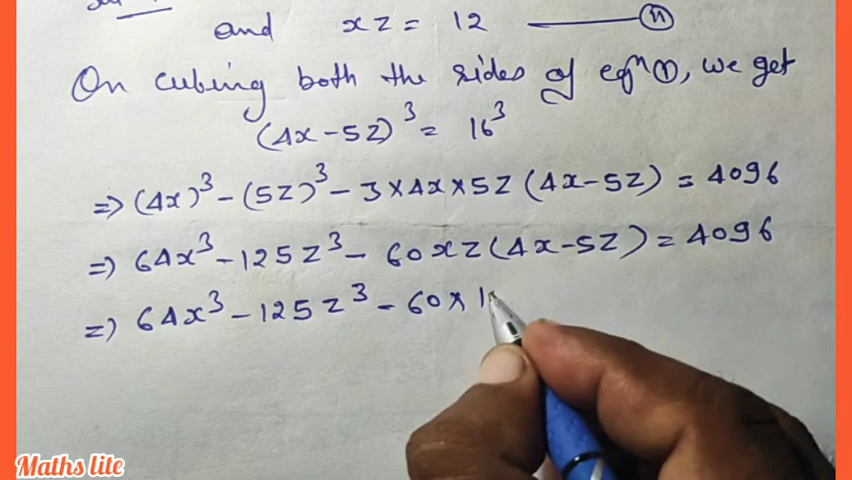 and xz = 12 ———(11)
On cubing both the sides of eqn (1), we get
(4x - 5z)³ = 16³
=> (4x)³ - (5z)³ - 3×4x×5z (4x - 5z) = 4096
=> 64x³ - 125z³ - 60xz(4x - 5z) = 4096
=> 64x³ - 125z³ - 60×1
Maths lite